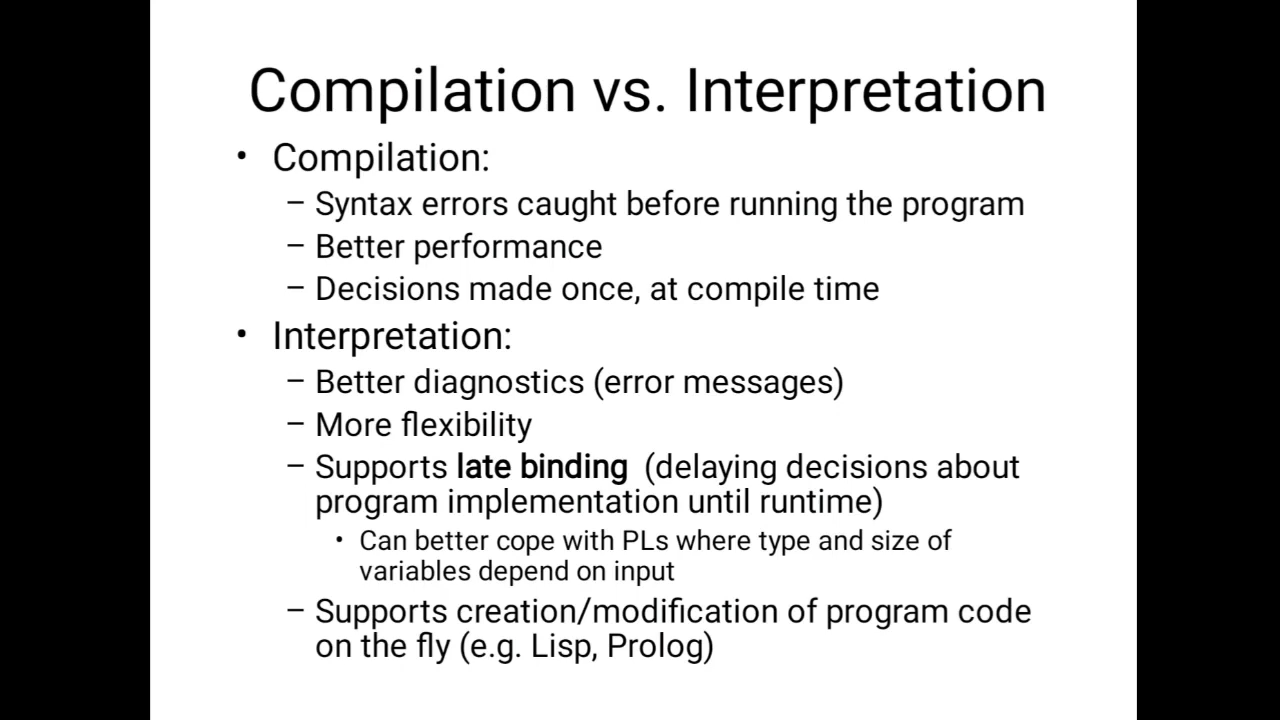 Compilation vs. Interpretation
• Compilation:
– Syntax errors caught before running the program
– Better performance
– Decisions made once, at compile time
• Interpretation:
– Better diagnostics (error messages)
– More flexibility
– Supports late binding (delaying decisions about
program implementation until runtime)
• Can better cope with PLs where type and size of
variables depend on input
– Supports creation/modification of program code
on the fly (e.g. Lisp, Prolog)